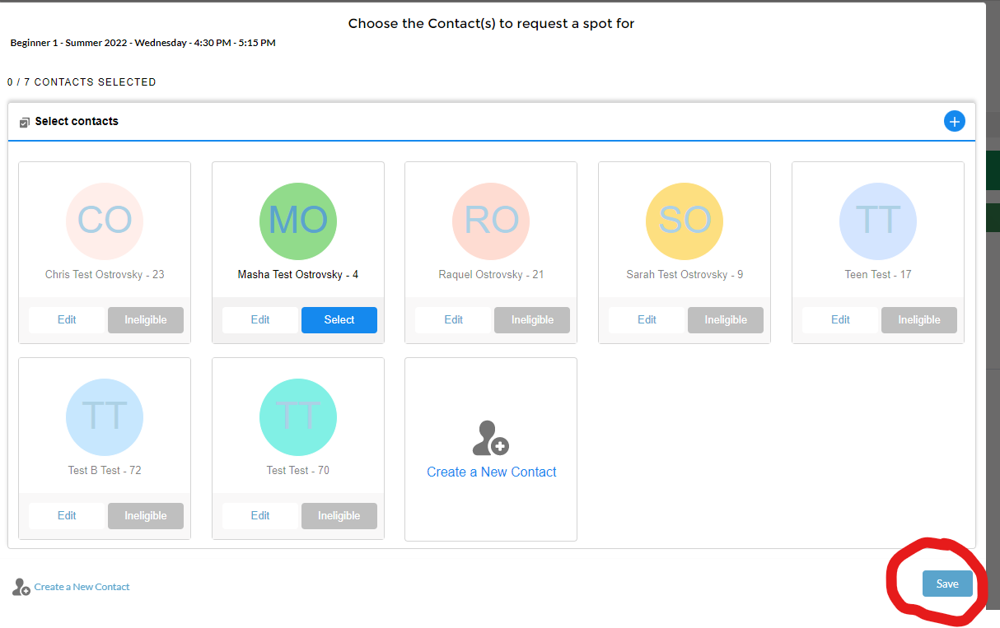 Choose the Contact(s) to request a spot for
Beginner 1 - Summer 2022 - Wednesday - 4:30 PM - 5:15 PM
0 / 7 CONTACTS SELECTED
Select contacts
CO
MO
RO
SO
TT
Chris Test Ostrovsky - 23
Masha Test Ostrovsky - 4
Raquel Ostrovsky - 21
Sarah Test Ostrovsky - 9
Teen Test - 17
Edit Ineligible
Edit Select
Edit Ineligible
Edit Ineligible
Edit Ineligible
TT
TT
Test B Test - 72
Test Test - 70
Create a New Contact
Edit Ineligible
Edit Ineligible
Create a New Contact
Save